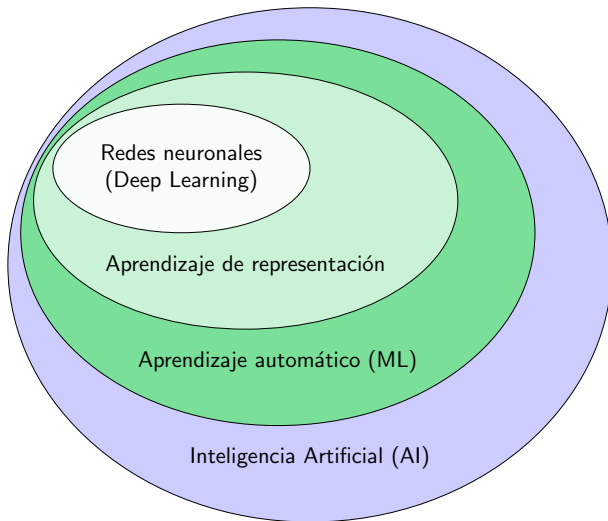 Redes neuronales
(Deep Learning)
Aprendizaje de representación
Aprendizaje automático (ML)
Inteligencia Artificial (AI)